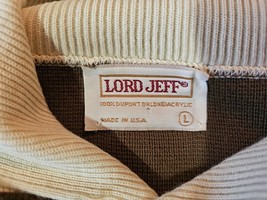 LORD JEFF®
100% DUPONT ORLON® ACRYLIC
MADE IN U.S.A.
L